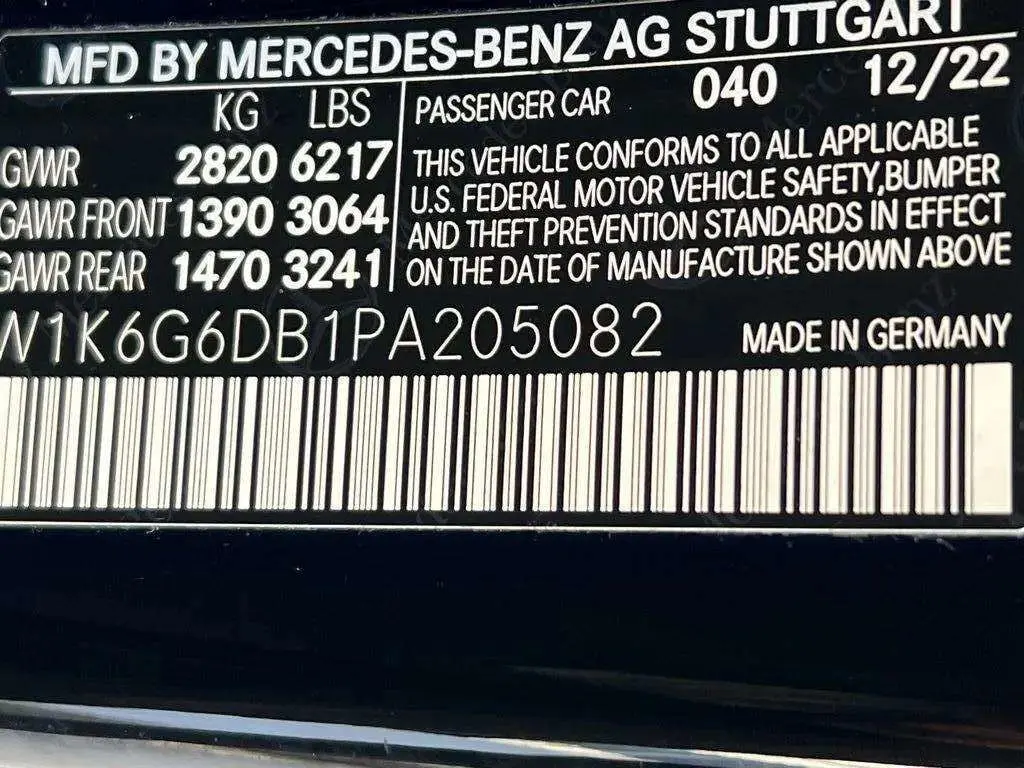 MFD BY MERCEDES-BENZ AG STUTTGART
KG LBS
GVWR 2820 6217
GAWR FRONT 1390 3064
GAWR REAR 1470 3241
PASSENGER CAR 040 12/22
THIS VEHICLE CONFORMS TO ALL APPLICABLE
U.S. FEDERAL MOTOR VEHICLE SAFETY,BUMPER
AND THEFT PREVENTION STANDARDS IN EFFECT
ON THE DATE OF MANUFACTURE SHOWN ABOVE
W1K6G6DB1PA205082
MADE IN GERMANY